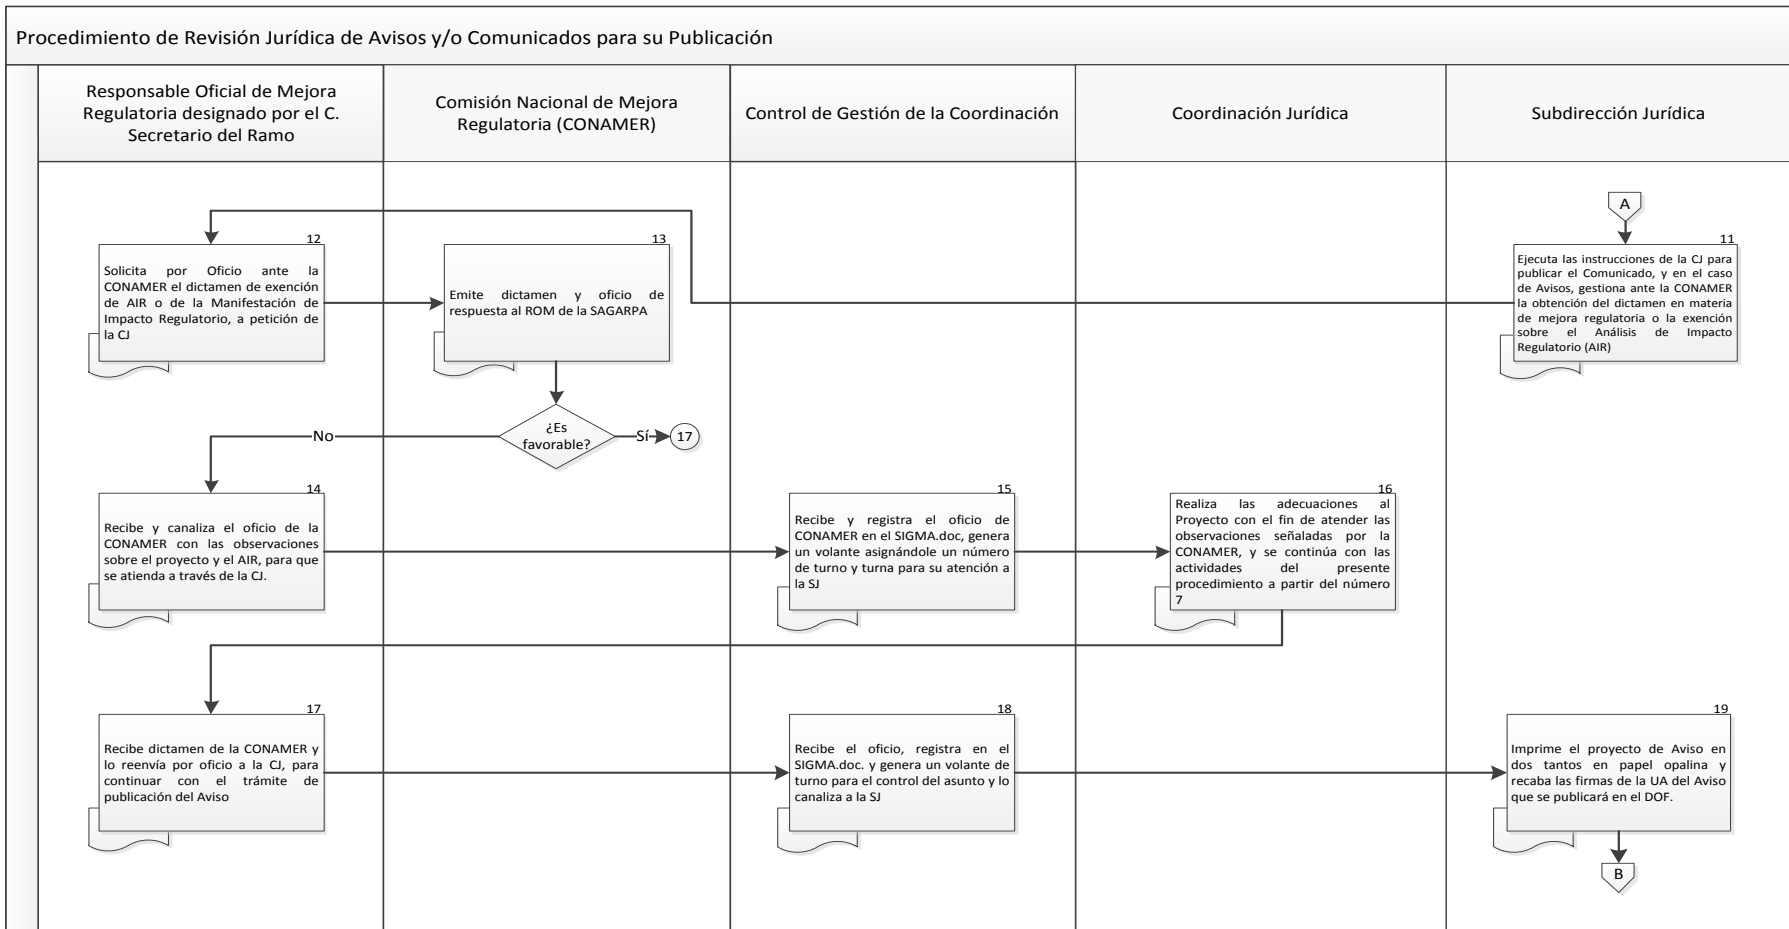 Procedimiento de Revisión Jurídica de Avisos y/o Comunicados para su Publicación
Responsable Oficial de Mejora
Regulatoria designado por el C.
Secretario del Ramo
Comisión Nacional de Mejora
Regulatoria (CONAMER)
Control de Gestión de la Coordinación
Coordinación Jurídica
Subdirección Jurídica
A
11
Ejecuta las instrucciones de la CJ para
publicar el Comunicado, y en el caso
de Avisos, gestiona ante la CONAMER
la obtención del dictamen en materia
de mejora regulatoria o la exención
sobre el Análisis de Impacto
Regulatorio (AIR)
12
Solicita por Oficio ante la
CONAMER el dictamen de exención
de AIR o de la Manifestación de
Impacto Regulatorio, a petición de
la CJ
13
Emite dictamen y oficio de
respuesta al ROM de la SAGARPA
¿Es
favorable?
No
Sí
17
14
Recibe y canaliza el oficio de la
CONAMER con las observaciones
sobre el proyecto y el AIR, para que
se atienda a través de la CJ.
15
Recibe y registra el oficio de
CONAMER en el SIGMA.doc, genera
un volante asignándole un número
de turno y turna para su atención a
la SJ
16
Realiza las adecuaciones al
Proyecto con el fin de atender las
observaciones señaladas por la
CONAMER, y se continúa con las
actividades del presente
procedimiento a partir del número
7
17
Recibe dictamen de la CONAMER y
lo reenvía por oficio a la CJ, para
continuar con el trámite de
publicación del Aviso
18
Recibe el oficio, registra en el
SIGMA.doc. y genera un volante de
turno para el control del asunto y lo
canaliza a la SJ
19
Imprime el proyecto de Aviso en
dos tantos en papel opalina y
recaba las firmas de la UA del Aviso
que se publicará en el DOF.
B